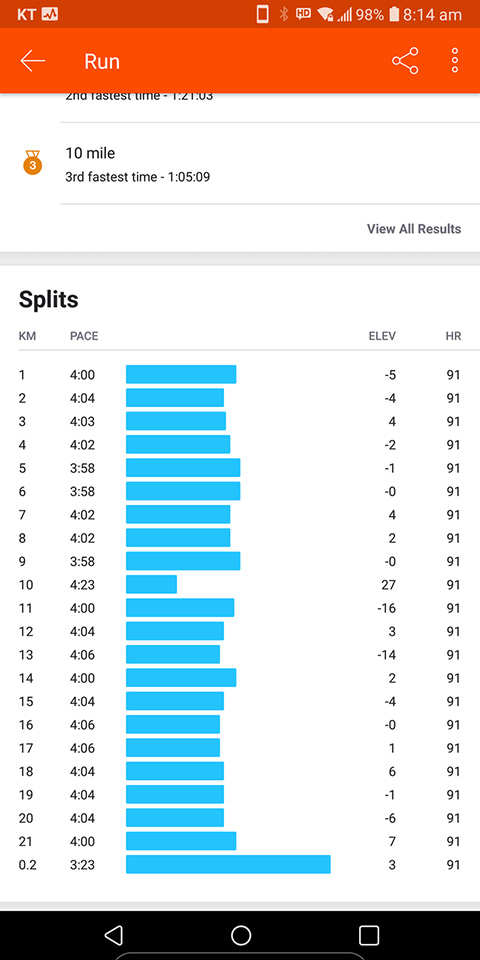 KT HD 98% 8:14 am
Run
2nd fastest time - 1:21:03
10 mile
3
3rd fastest time - 1:05:09
View All Results
Splits
KM PACE ELEV HR
1 4:00 -5 91
2 4:04 -4 91
3 4:03 4 91
4 4:02 -2 91
5 3:58 -1 91
6 3:58 -0 91
7 4:02 4 91
8 4:02 2 91
9 3:58 -0 91
10 4:23 27 91
11 4:00 -16 91
12 4:04 3 91
13 4:06 -14 91
14 4:00 2 91
15 4:04 -4 91
16 4:06 -0 91
17 4:06 1 91
18 4:04 6 91
19 4:04 -1 91
20 4:04 -6 91
21 4:00 7 91
0.2 3:23 3 91